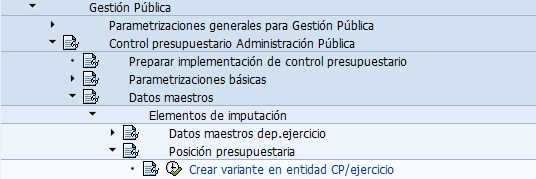 Gestión Pública
Parametrizaciones generales para Gestión Pública
Control presupuestario Administración Pública
Preparar implementación de control presupuestario
Parametrizaciones básicas
Datos maestros
Elementos de imputación
Datos maestros dep.ejercicio
Posición presupuestaria
Crear variante en entidad CP/ejercicio